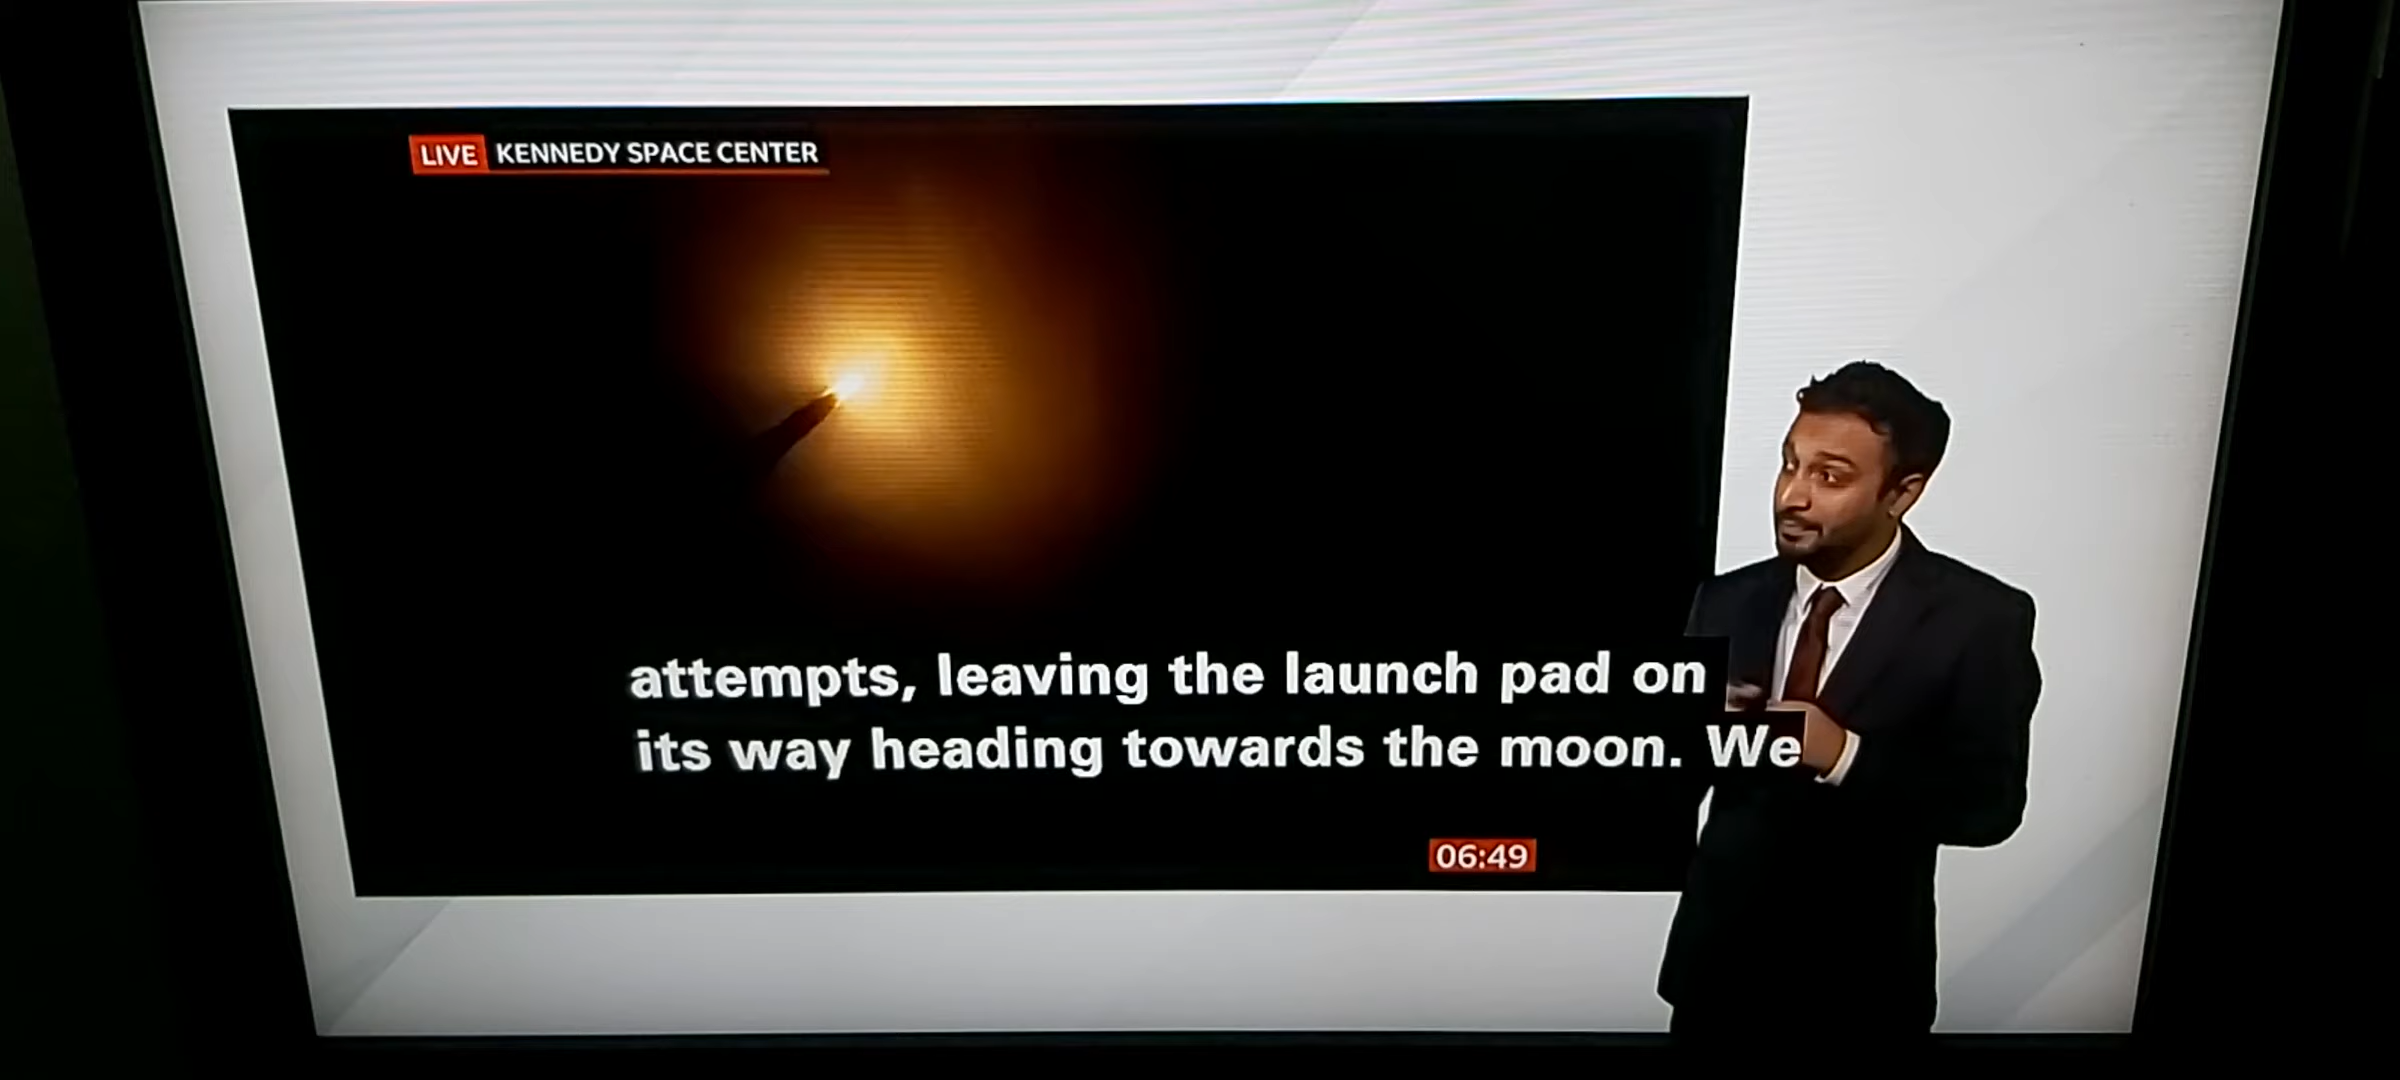 LIVE KENNEDY SPACE CENTER
attempts, leaving the launch pad on
its way heading towards the moon. We
06:49